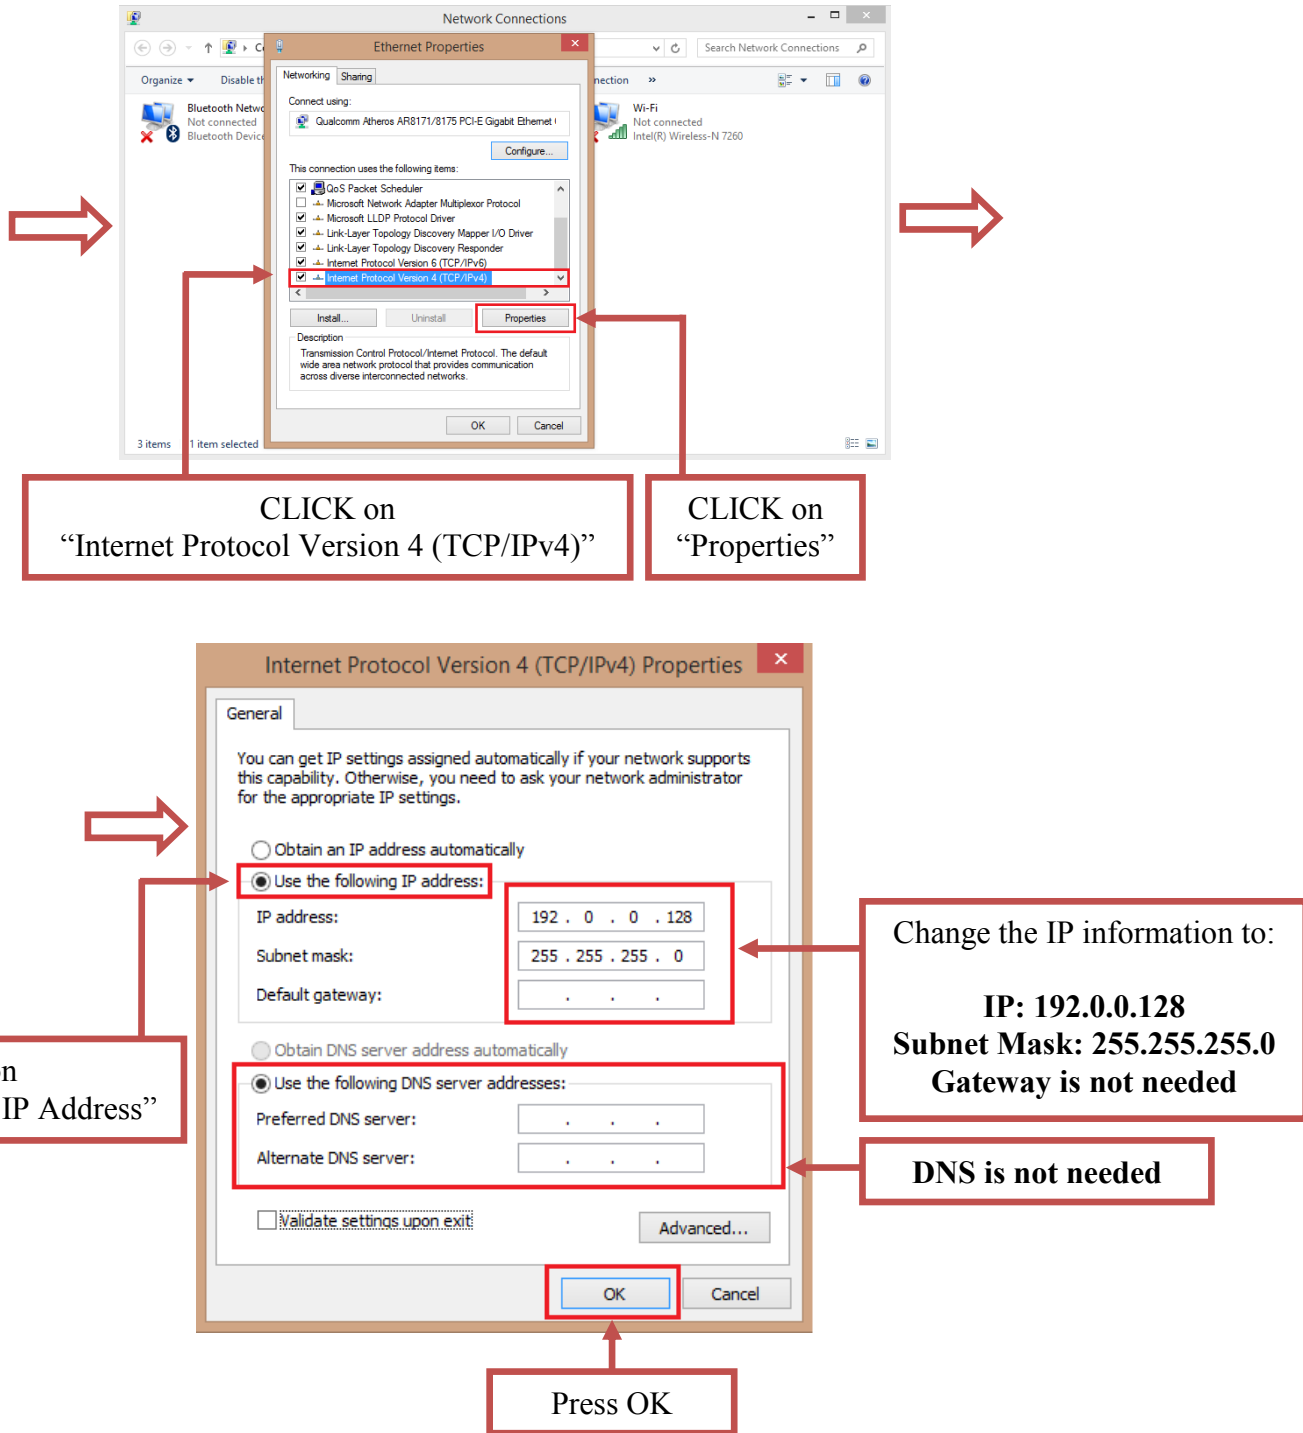 Network Connections
Ethernet Properties
Search Network Connections
Organize
Disable th
nnection
»
Networking
Sharing
Connect using:
Qualcomm Atheros AR8171/8175 PCI-E Gigabit Ethernet
Configure...
This connection uses the following items:
QoS Packet Scheduler
Microsoft Network Adapter Multiplexor Protocol
Microsoft LLDP Protocol Driver
Link-Layer Topology Discovery Mapper I/O Driver
Link-Layer Topology Discovery Responder
Internet Protocol Version 6 (TCP/IPv6)
Internet Protocol Version 4 (TCP/IPv4)
Install...
Uninstall
Properties
Description
Transmission Control Protocol/Internet Protocol. The default
wide area network protocol that provides communication
across diverse interconnected networks.
OK
Cancel
Bluetooth Netwo
Not connected
Bluetooth Device
Wi-Fi
Not connected
Intel(R) Wireless-N 7260
3 items
1 item selected
CLICK on
“Internet Protocol Version 4 (TCP/IPv4)”
CLICK on
“Properties”
Internet Protocol Version 4 (TCP/IPv4) Properties
General
You can get IP settings assigned automatically if your network supports
this capability. Otherwise, you need to ask your network administrator
for the appropriate IP settings.
Obtain an IP address automatically
Use the following IP address:
IP address:
192 . 0 . 0 . 128
Subnet mask:
255 . 255 . 255 . 0
Default gateway:
. . .
Obtain DNS server address automatically
Use the following DNS server addresses:
Preferred DNS server:
. . .
Alternate DNS server:
. . .
Validate settings upon exit
Advanced...
OK
Cancel
Change the IP information to:
IP: 192.0.0.128
Subnet Mask: 255.255.255.0
Gateway is not needed
DNS is not needed
on
IP Address”
Press OK